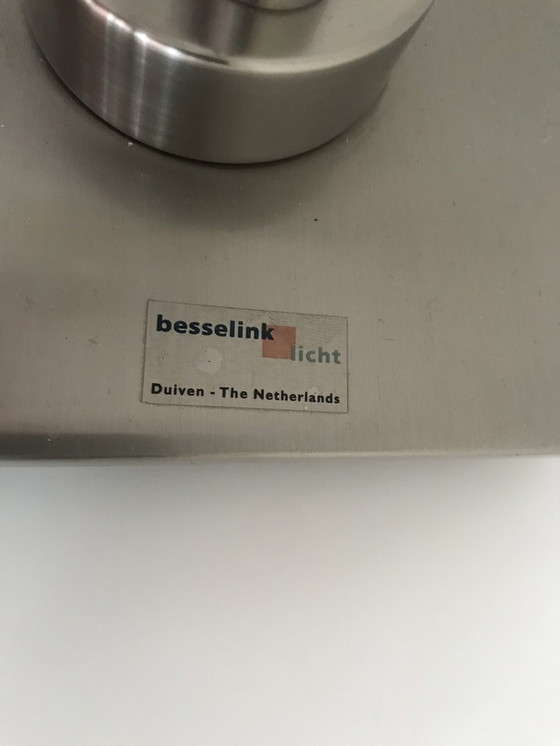 besselink
licht
Duiven - The Netherlands